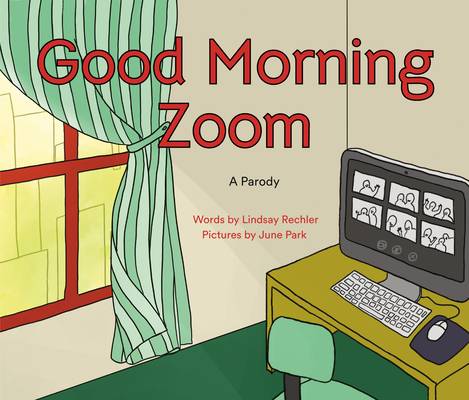 Good Morning
Zoom
A Parody
Words by Lindsay Rechler
Pictures by June Park